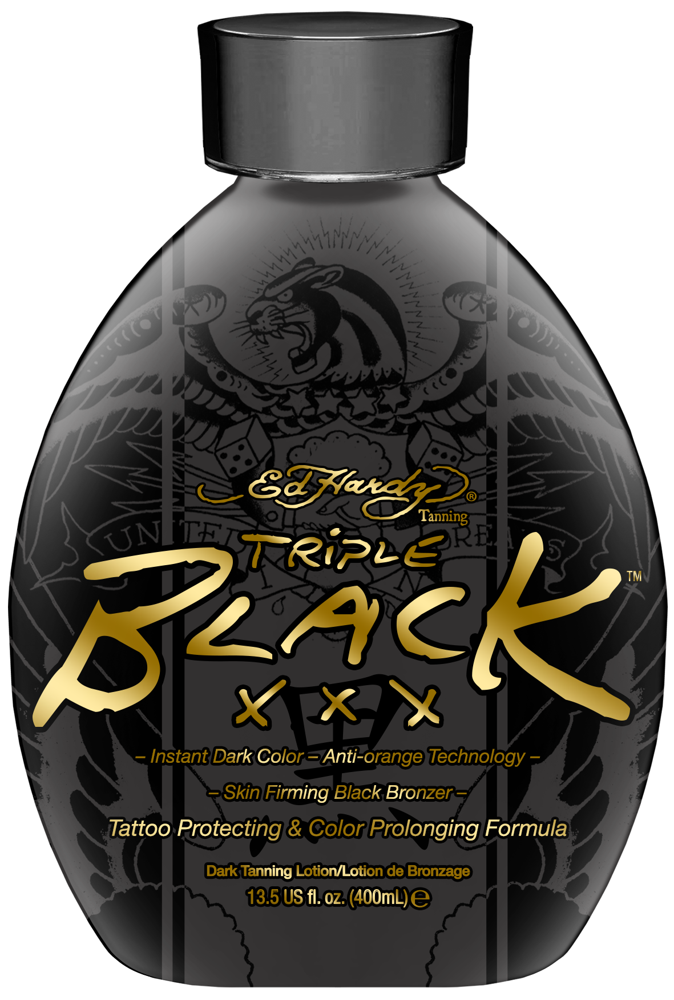 Ed Hardy®
Tanning
TRiPLE
BLACK™
XXX
– Instant Dark Color – Anti-orange Technology –
– Skin Firming Black Bronzer –
Tattoo Protecting & Color Prolonging Formula
Dark Tanning Lotion/Lotion de Bronzage
13.5 US fl. oz. (400mL) ℮